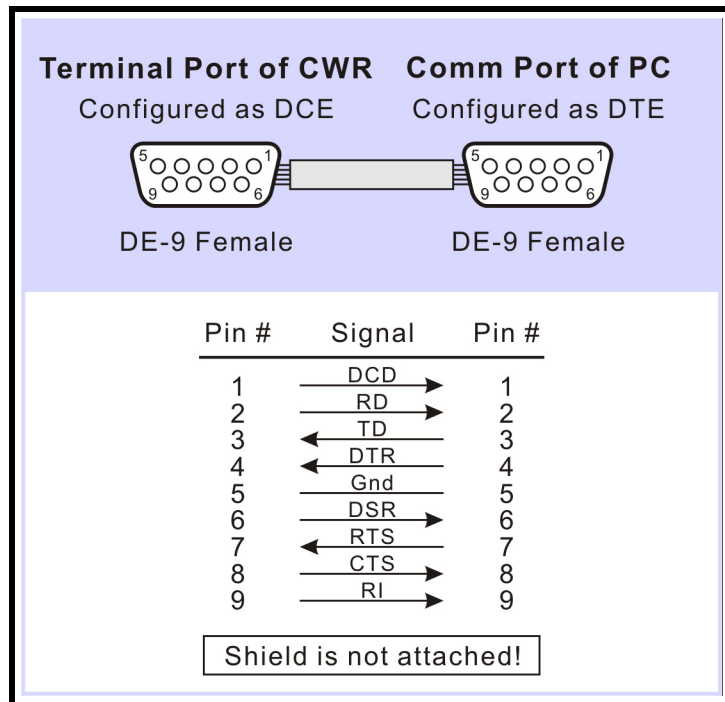 Terminal Port of CWR Comm Port of PC
Configured as DCE Configured as DTE
5 1 5 1
9 6 9 6
DE-9 Female DE-9 Female
Pin # Signal Pin #
1 DCD 1
2 RD 2
3 TD 3
4 DTR 4
5 Gnd 5
6 DSR 6
7 RTS 7
8 CTS 8
9 RI 9
Shield is not attached!